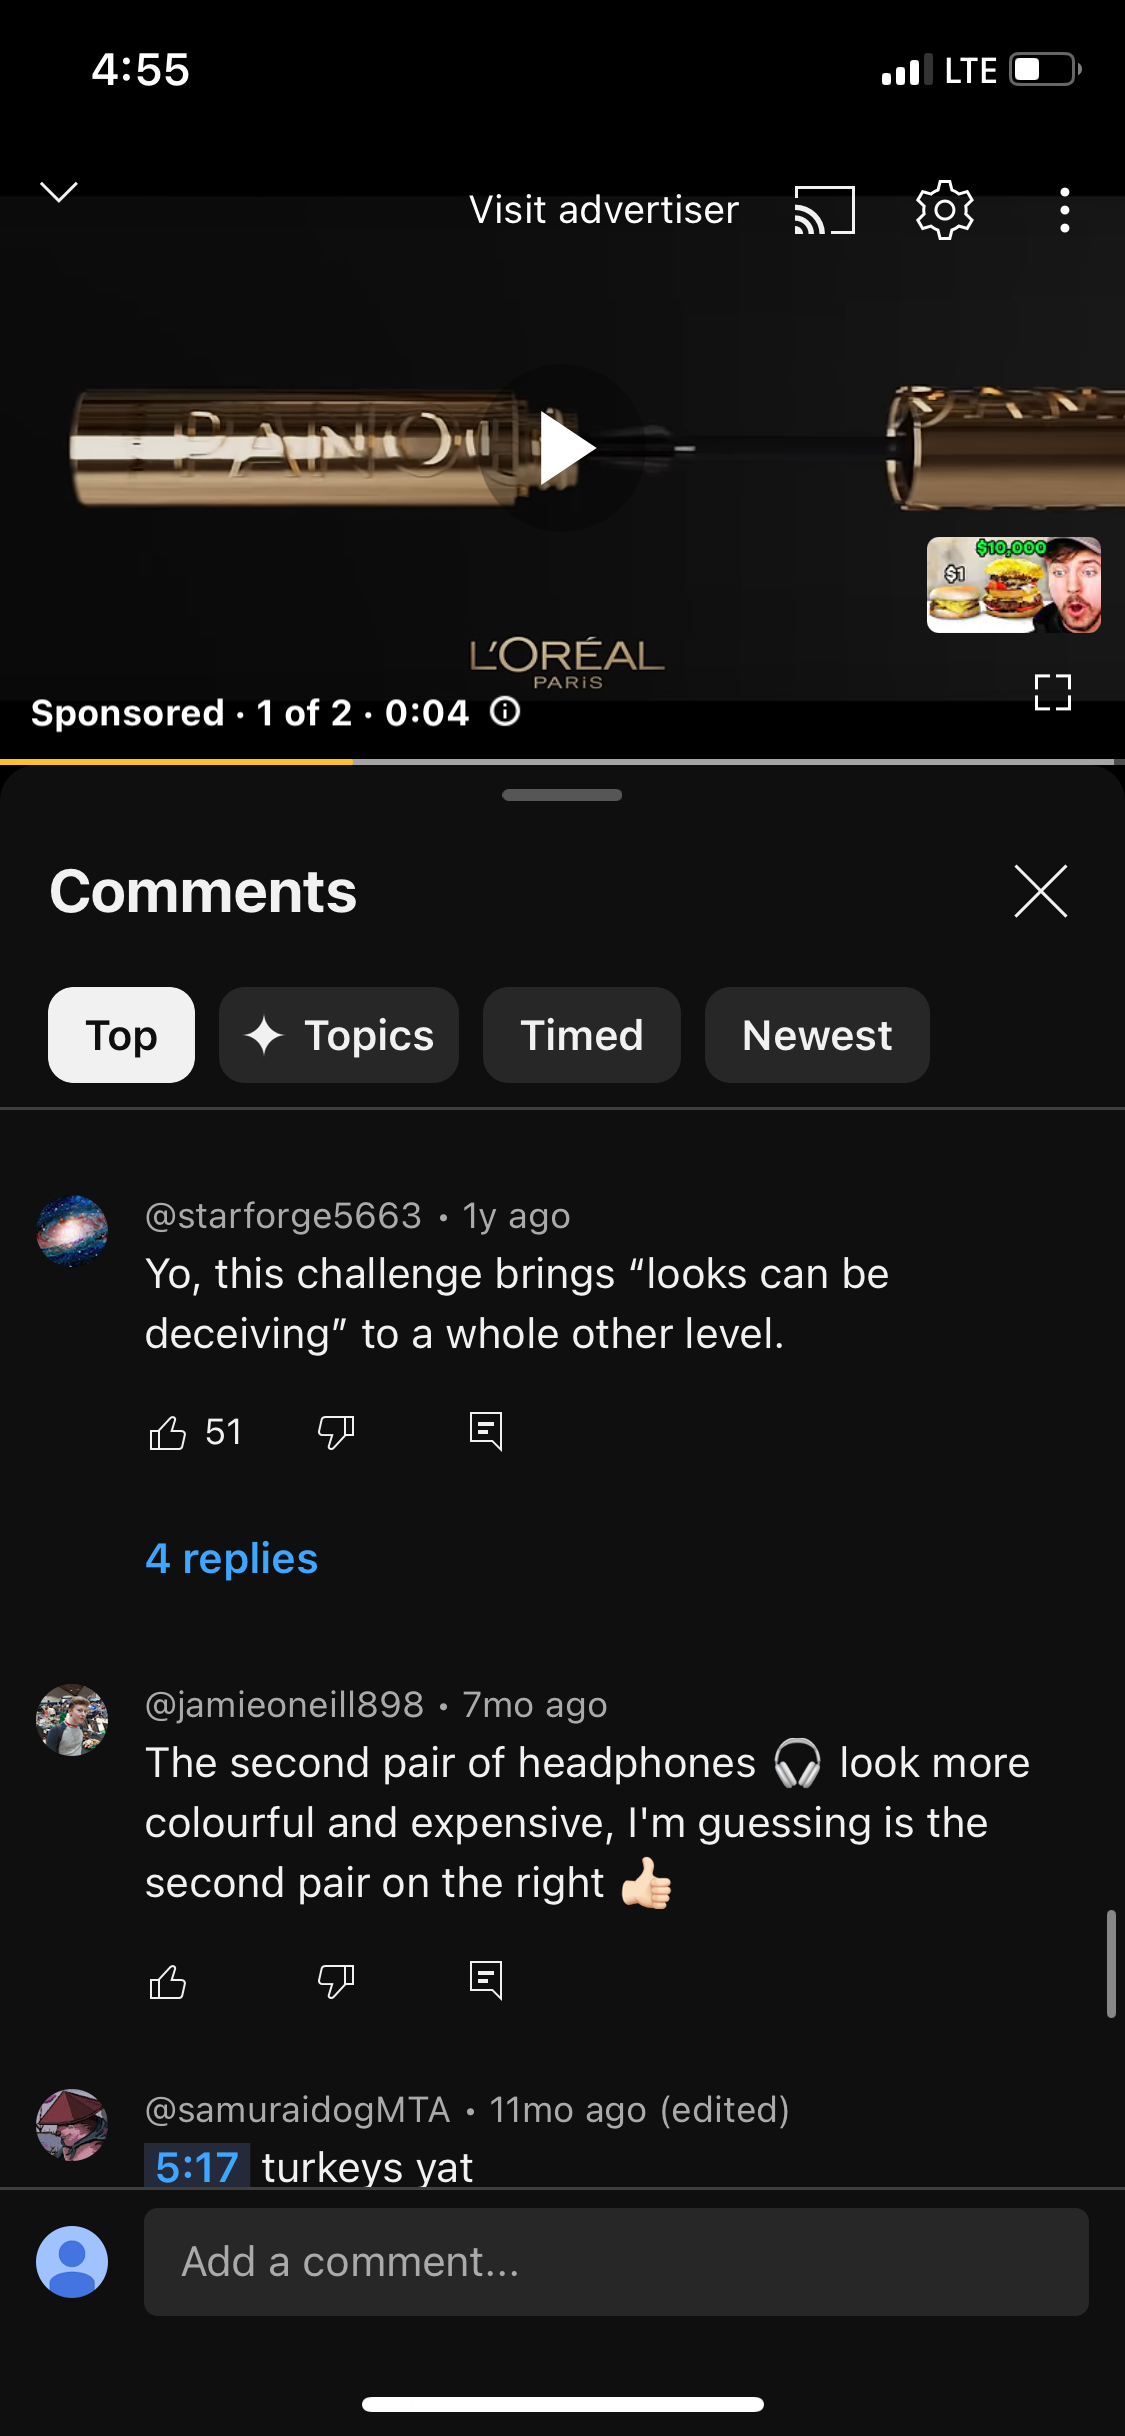 4:55
LTE
Visit advertiser
PANO
PAN
$10,000
$1
L'ORÉAL
PARiS
Sponsored · 1 of 2 · 0:04
Comments
Top
Topics
Timed
Newest
@starforge5663 · 1y ago
Yo, this challenge brings “looks can be
deceiving” to a whole other level.
51
4 replies
@jamieoneill898 · 7mo ago
The second pair of headphones 🎧 look more
colourful and expensive, I'm guessing is the
second pair on the right 👍🏻
@samuraidogMTA · 11mo ago (edited)
5:17 turkeys yat
Add a comment...